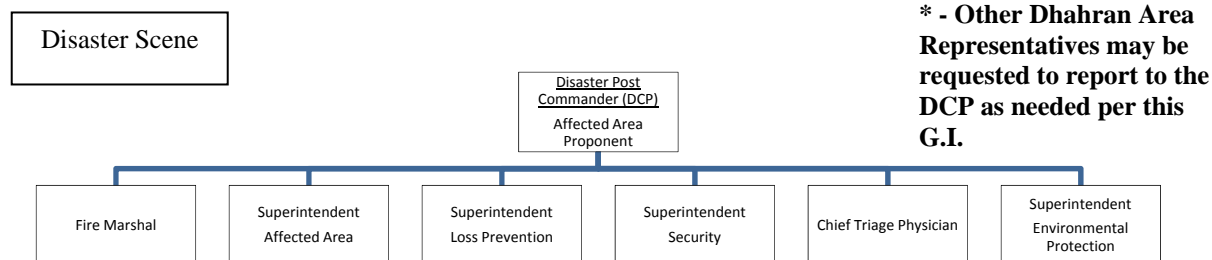 Disaster Scene
* - Other Dhahran Area
Representatives may be
requested to report to the
DCP as needed per this
G.I.
Disaster Post
Commander (DCP)
Affected Area
Proponent
Fire Marshal
Superintendent
Affected Area
Superintendent
Loss Prevention
Superintendent
Security
Chief Triage Physician
Superintendent
Environmental
Protection